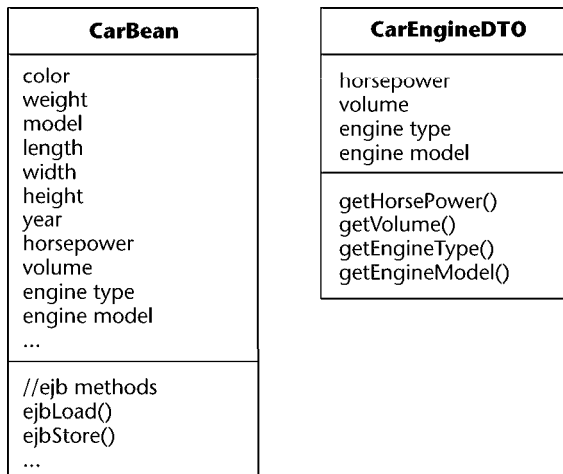 CarBean
color
weight
model
length
width
height
year
horsepower
volume
engine type
engine model
...
//ejb methods
ejbLoad()
ejbStore()
...
CarEngineDTO
horsepower
volume
engine type
engine model
getHorsePower()
getVolume()
getEngineType()
getEngineModel()